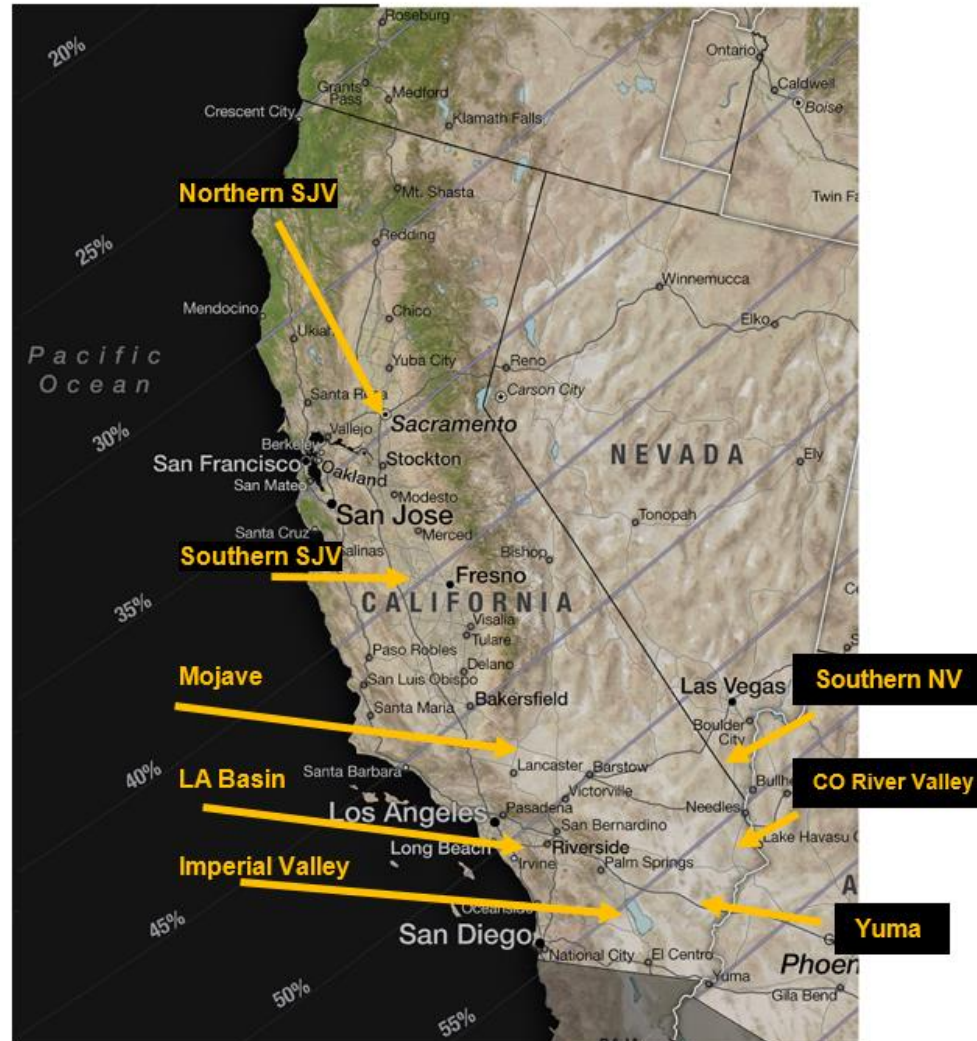 20%
25%
30%
35%
40%
45%
50%
55%
Pacific
Ocean
Northern SJV
Southern SJV
Mojave
LA Basin
Imperial Valley
Southern NV
CO River Valley
Yuma
NEVADA
CALIFORNIA
Roseburg
Grants
Pass
Medford
Klamath Falls
Crescent City
Ontario
Caldwell
Boise
Twin Fa
Mt. Shasta
Redding
Winnemucca
Elko
Mendocino
Ukiah
Chico
Yuba City
Reno
Carson City
Santa Rosa
Sacramento
Vallejo
Berkeley
San Francisco
Oakland
Stockton
San Mateo
Modesto
San Jose
Santa Cruz
Merced
Salinas
Ely
Tonopah
Bishop
Fresno
Visalia
Tulare
Paso Robles
Delano
San Luis Obispo
Bakersfield
Santa Maria
Las Vegas
Boulder
City
Santa Barbara
Lancaster
Barstow
Bullhe
Victorville
Needles
Los Angeles
Pasadena
San Bernardino
Lake Havasu C
Long Beach
Riverside
Irvine
Palm Springs
A
Oceanside
San Diego
National City
El Centro
Phoen
Yuma
Gila Bend